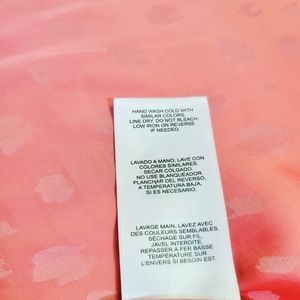 HAND WASH COLD WITH
SIMILAR COLORS.
LINE DRY. DO NOT BLEACH.
LOW IRON ON REVERSE
IF NEEDED.
LAVADO A MANO, LAVE CON
COLORES SIMILARES.
SECAR COLGADO.
NO USE BLANQUEADOR.
PLANCHAR DEL REVERSO,
A TEMPERATURA BAJA.
SI ES NECESARIO.
LAVAGE MAIN, LAVEZ AVEC
DES COULEURS SEMBLABLES.
SÉCHAGE SUR FIL.
JAVEL INTERDITE.
REPASSER À FER BASSE
TEMPÉRATURE SUR
L'ENVERS SI BESOIN EST.